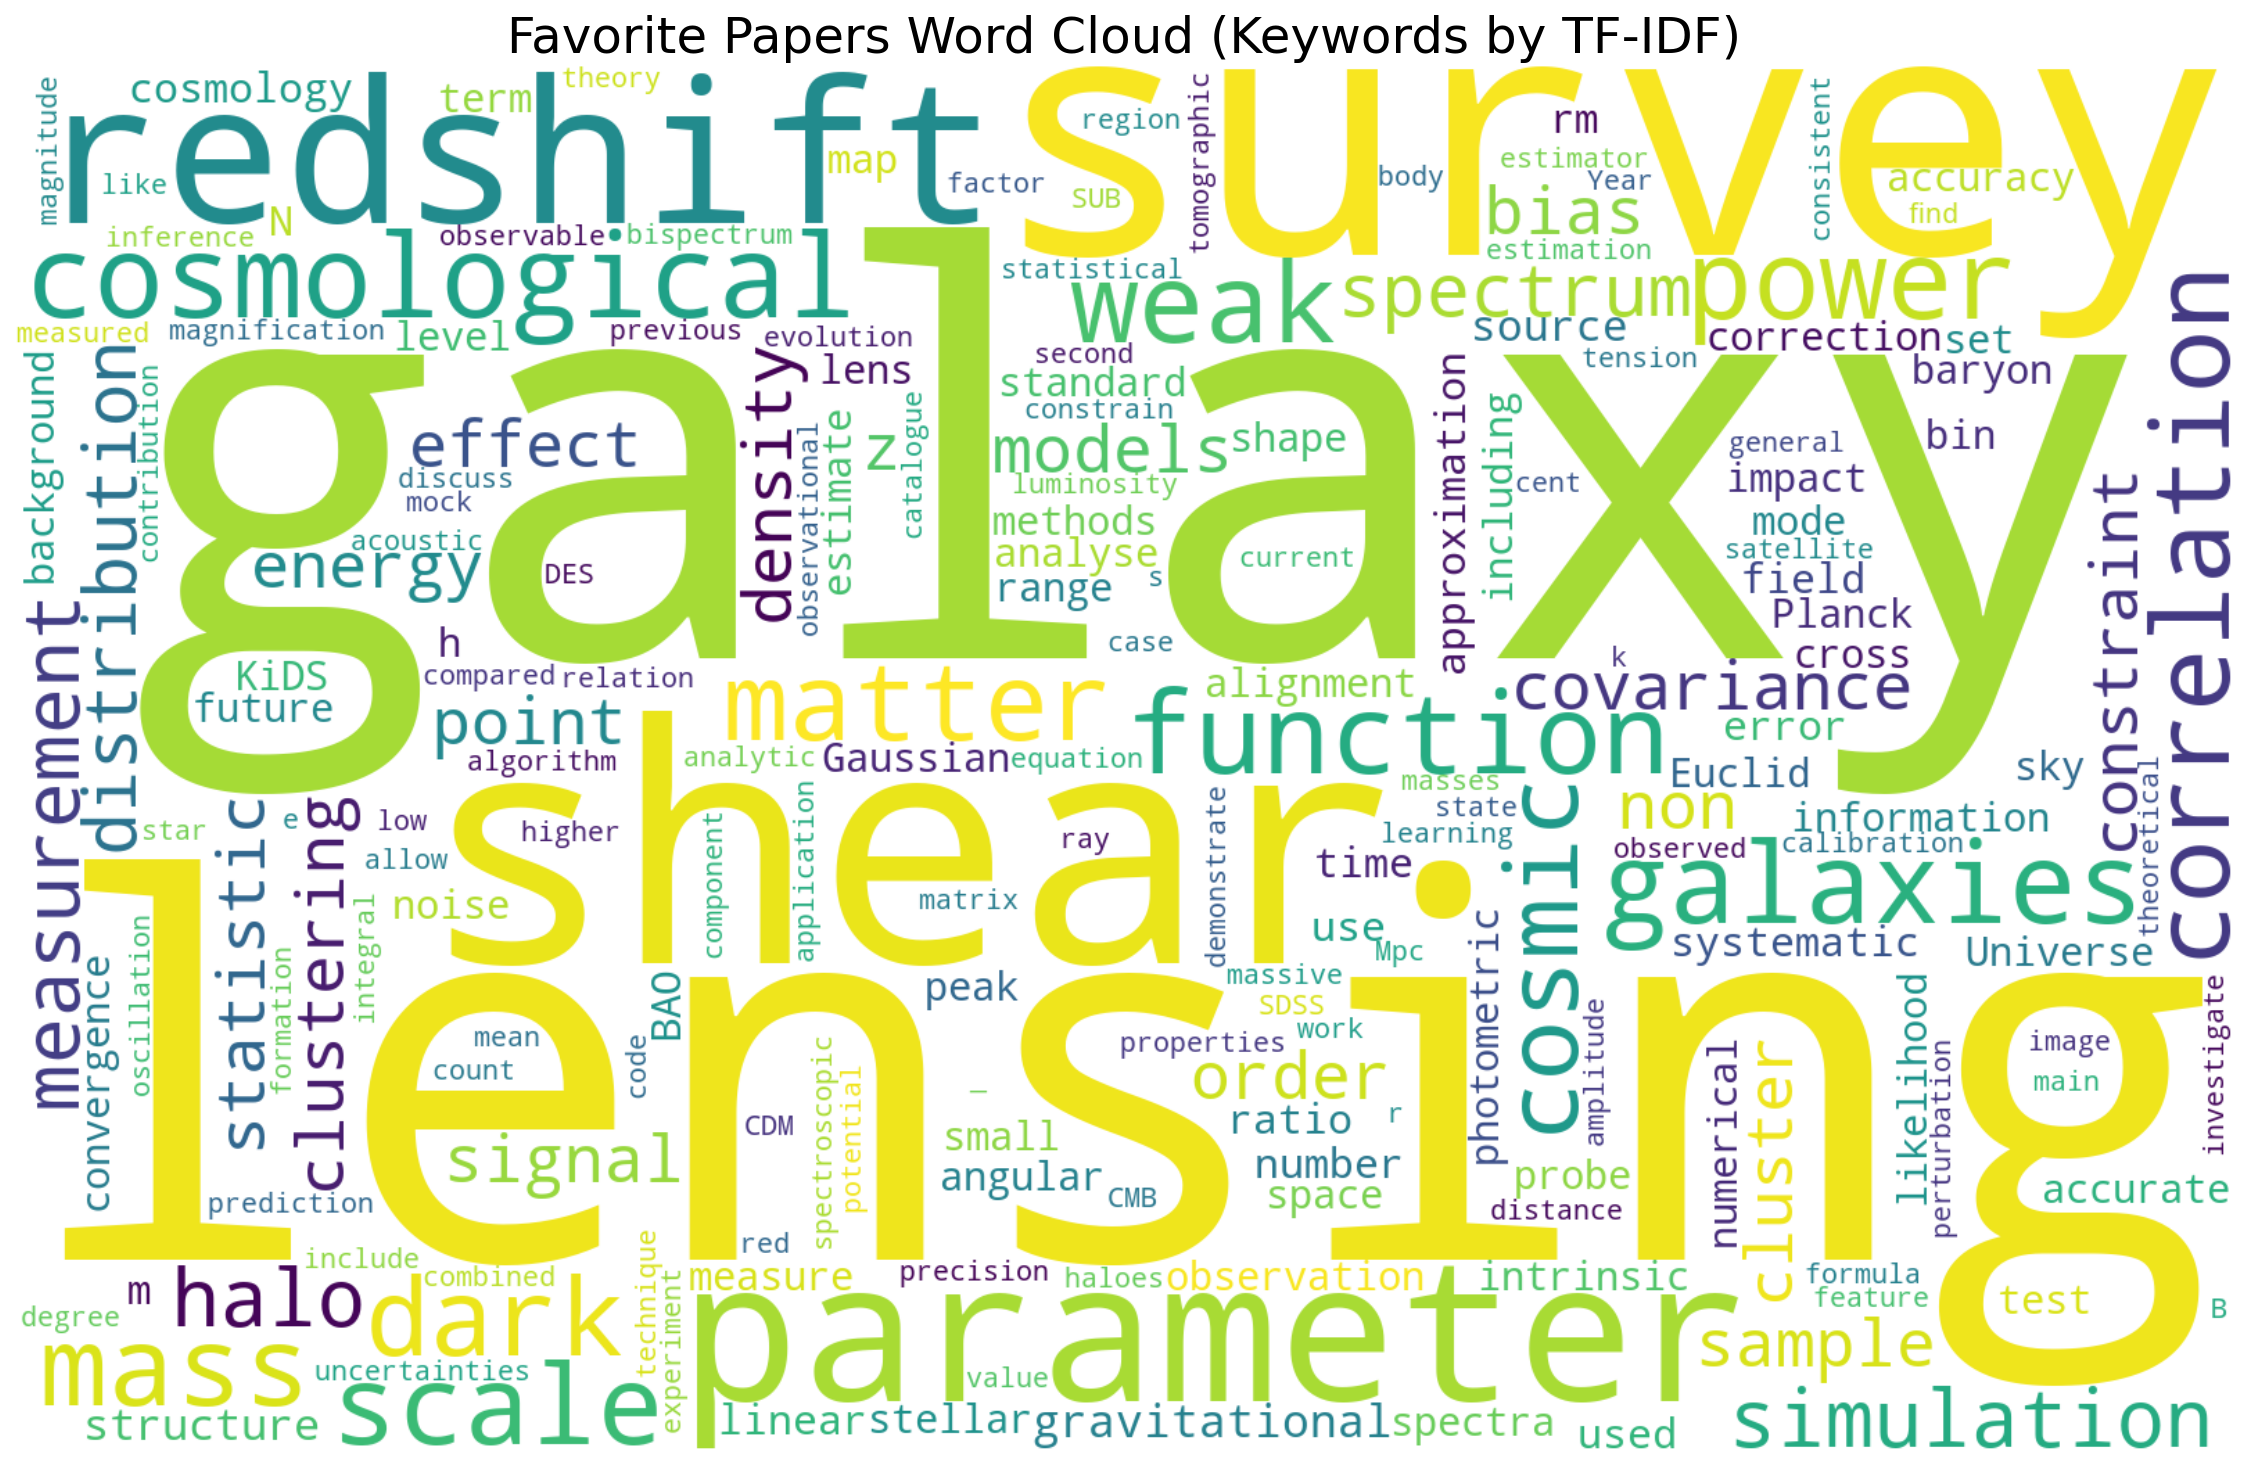 Favorite Papers Word Cloud (Keywords by TF-IDF)
magnitude
cosmology
term
theory
redshift
survey
tomographic
region
rm
consistent
like
map
factor
SUB
body
estimator
Year
accuracy
bias
find
inference
N
observable
bispectrum
estimation
cosmological
statistical
weak
spectrum
power
measured
magnification
level
previous
evolution
second
source
correction
set
tension
correlation
background
distribution
contribution
galaxy
density
lens
standard
approximation
baryon
effect
constrain
including
observational
estimate
z
catalogue
models
shape
general
bin
discuss
mock
luminosity
cent
impact
constraint
methods
mode
acoustic
analyse
current
satellite
energy
DES
range
s
field
Planck
measurement
h
case
k
cross
KiDS
compared
relation
matter
alignment
covariance
future
point
function
error
algorithm
analytic
Gaussian
equation
masses
Euclid
sky
theoretical
statistic
clustering
shear
cosmic
state
non
information
star
e
low
higher
component
application
ray
demonstrate
learning
observed
calibration
allow
time
galaxies
integral
noise
matrix
use
photometric
systematic
Universe
convergence
oscillation
formation
lensing
BAO
peak
Mpc
massive
SDSS
work
amplitude
numerical
cluster
likelihood
perturbation
investigate
mean
code
properties
image
count
spectroscopic
potential
–
order
main
CDM
small
ratio
r
signal
angular
CMB
number
probe
accurate
prediction
space
distance
red
include
technique
experiment
m
halo
combined
measure
precision
haloes
observation
intrinsic
formula
degree
dark
parameter
feature
test
B
mass
uncertainties
scale
value
sample
structure
linear
stellar
gravitational
spectra
used
simulation